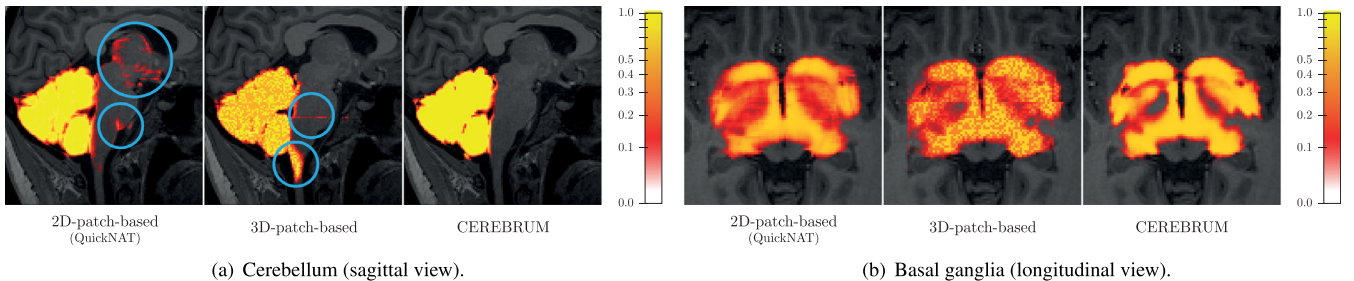 1.0
0.5
0.4
0.3
0.2
0.1
0.0
2D-patch-based
(QuickNAT)
3D-patch-based
CEREBRUM
(a) Cerebellum (sagittal view).
1.0
0.5
0.4
0.3
0.2
0.1
0.0
2D-patch-based
(QuickNAT)
3D-patch-based
CEREBRUM
(b) Basal ganglia (longitudinal view).